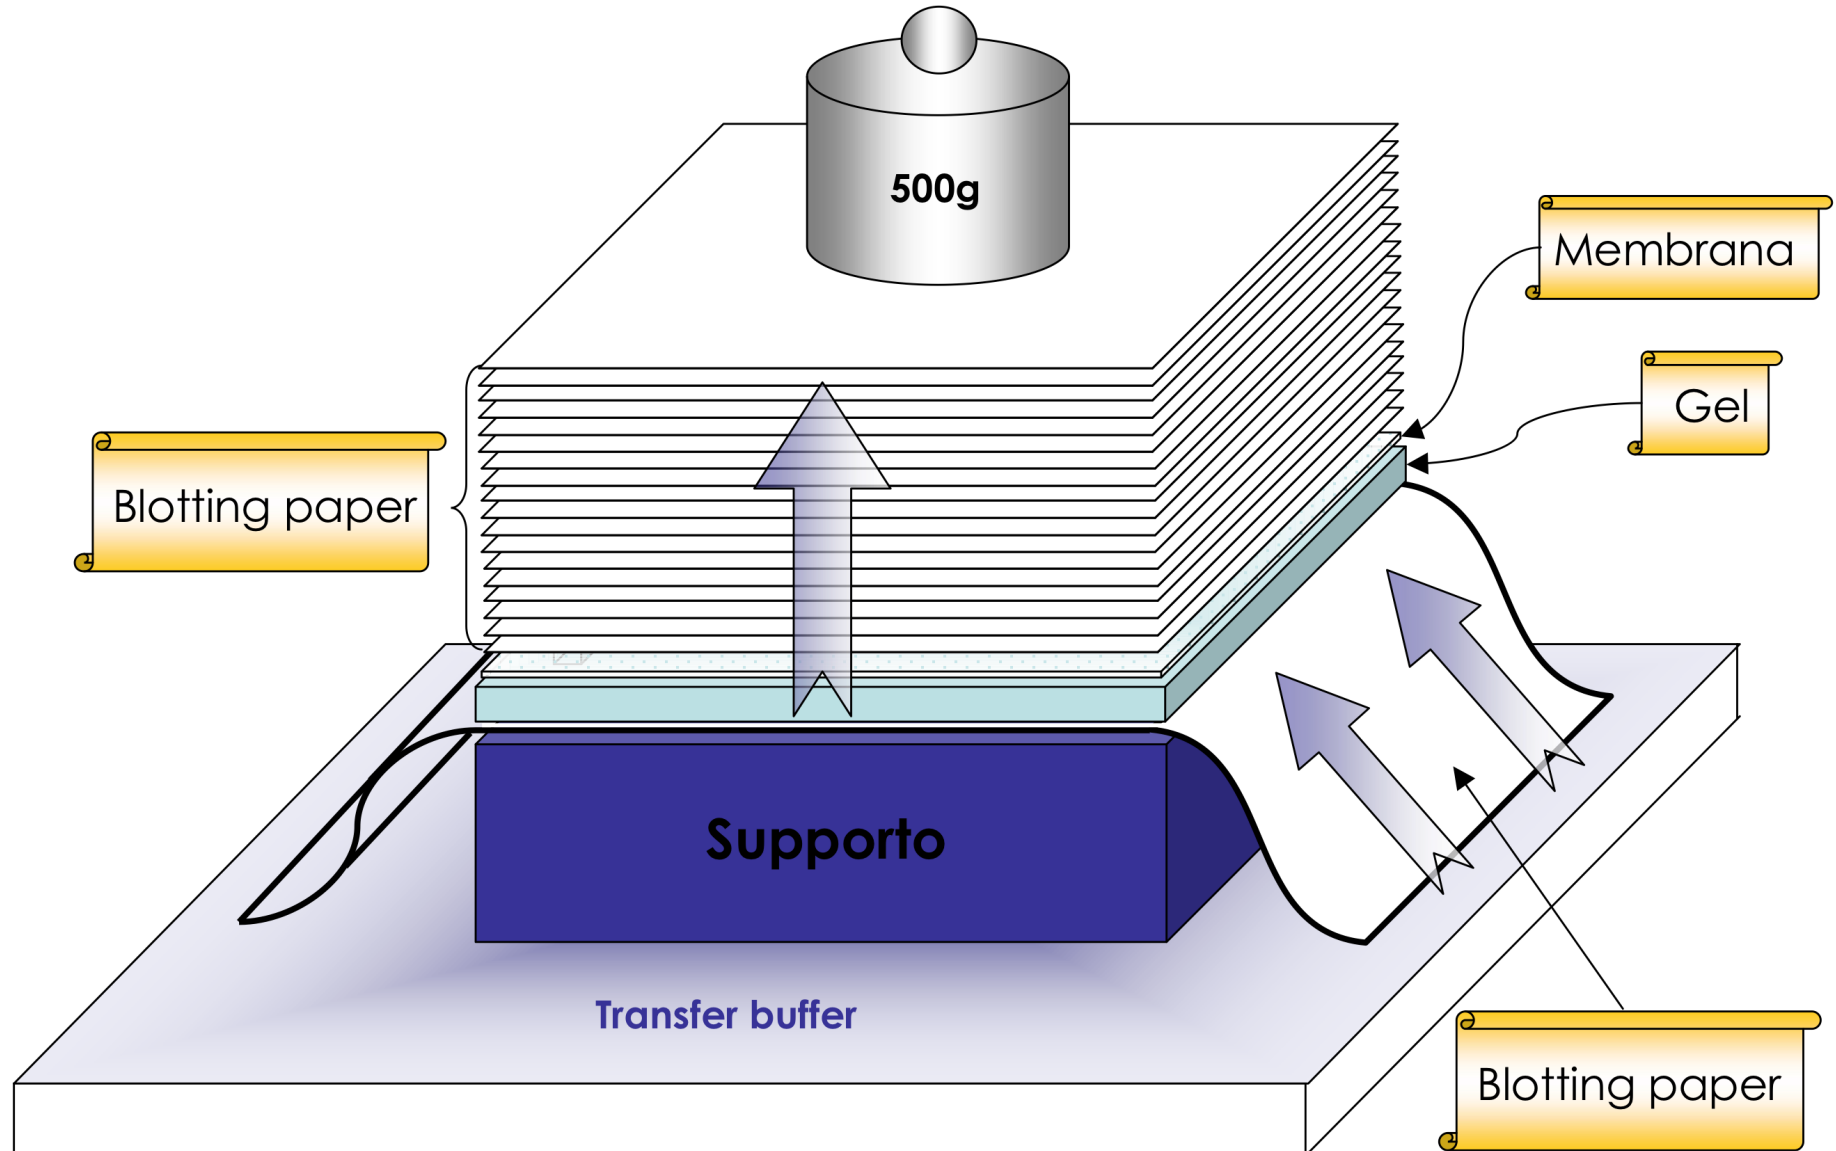 500g
Membrana
Gel
Blotting paper
Supporto
Transfer buffer
Blotting paper